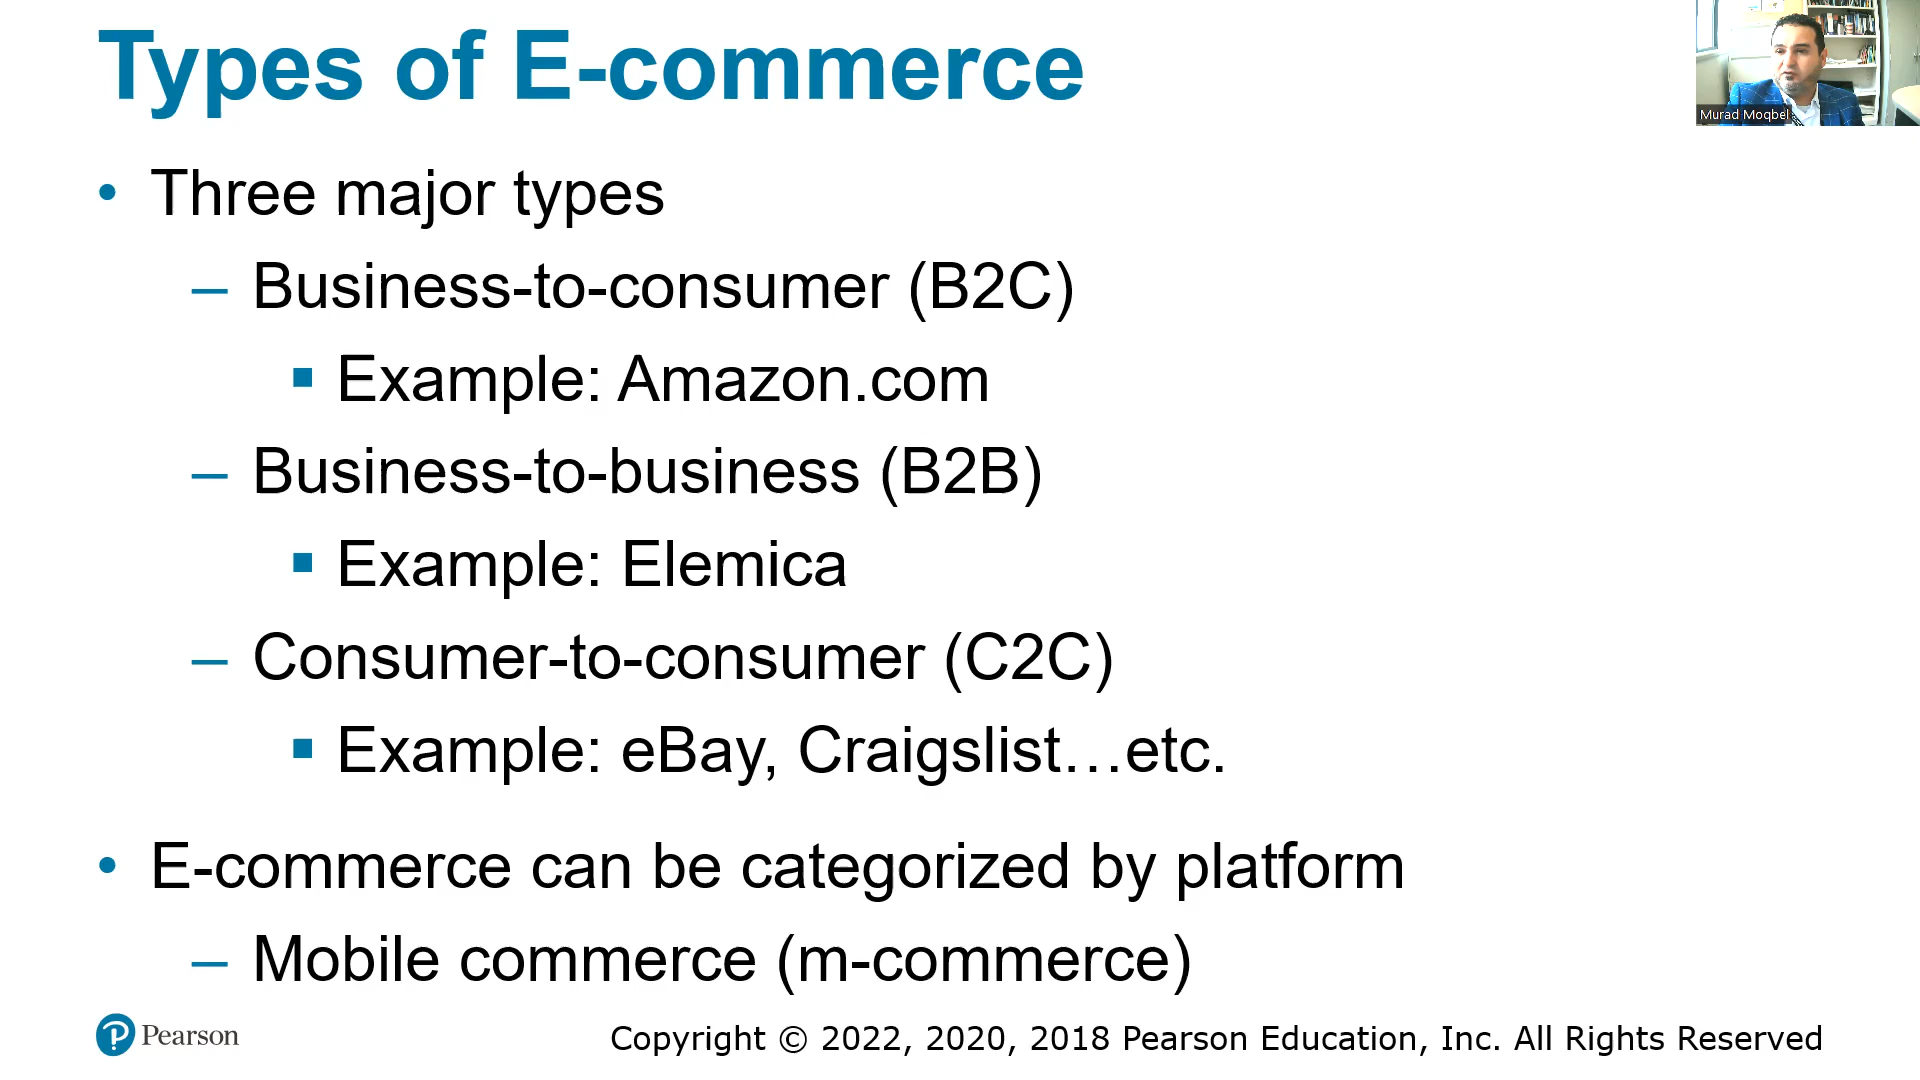 Types of E-commerce
Murad Moqbel
• Three major types
– Business-to-consumer (B2C)
▪ Example: Amazon.com
– Business-to-business (B2B)
▪ Example: Elemica
– Consumer-to-consumer (C2C)
▪ Example: eBay, Craigslist…etc.
• E-commerce can be categorized by platform
– Mobile commerce (m-commerce)
Pearson
Copyright © 2022, 2020, 2018 Pearson Education, Inc. All Rights Reserved